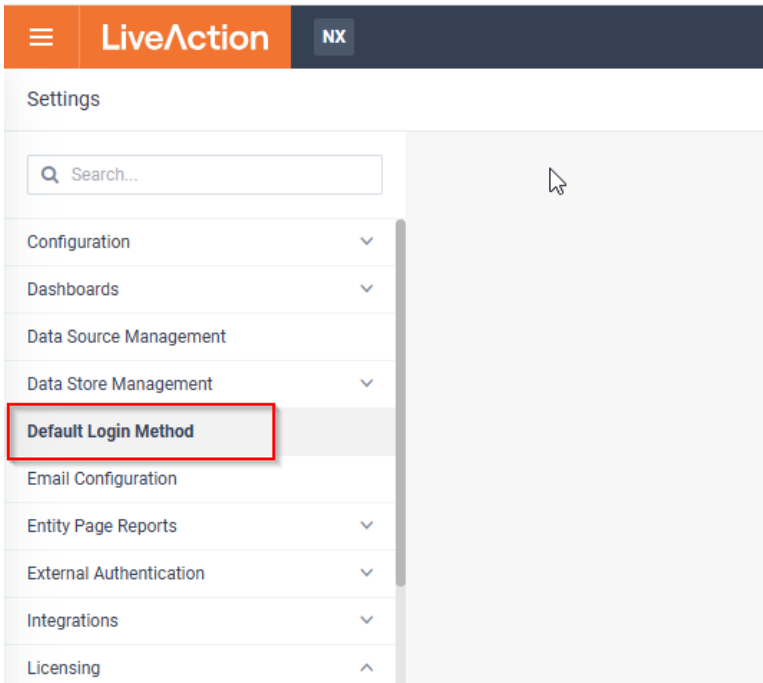 LiveAction NX
Settings
Search...
Configuration
Dashboards
Data Source Management
Data Store Management
Default Login Method
Email Configuration
Entity Page Reports
External Authentication
Integrations
Licensing